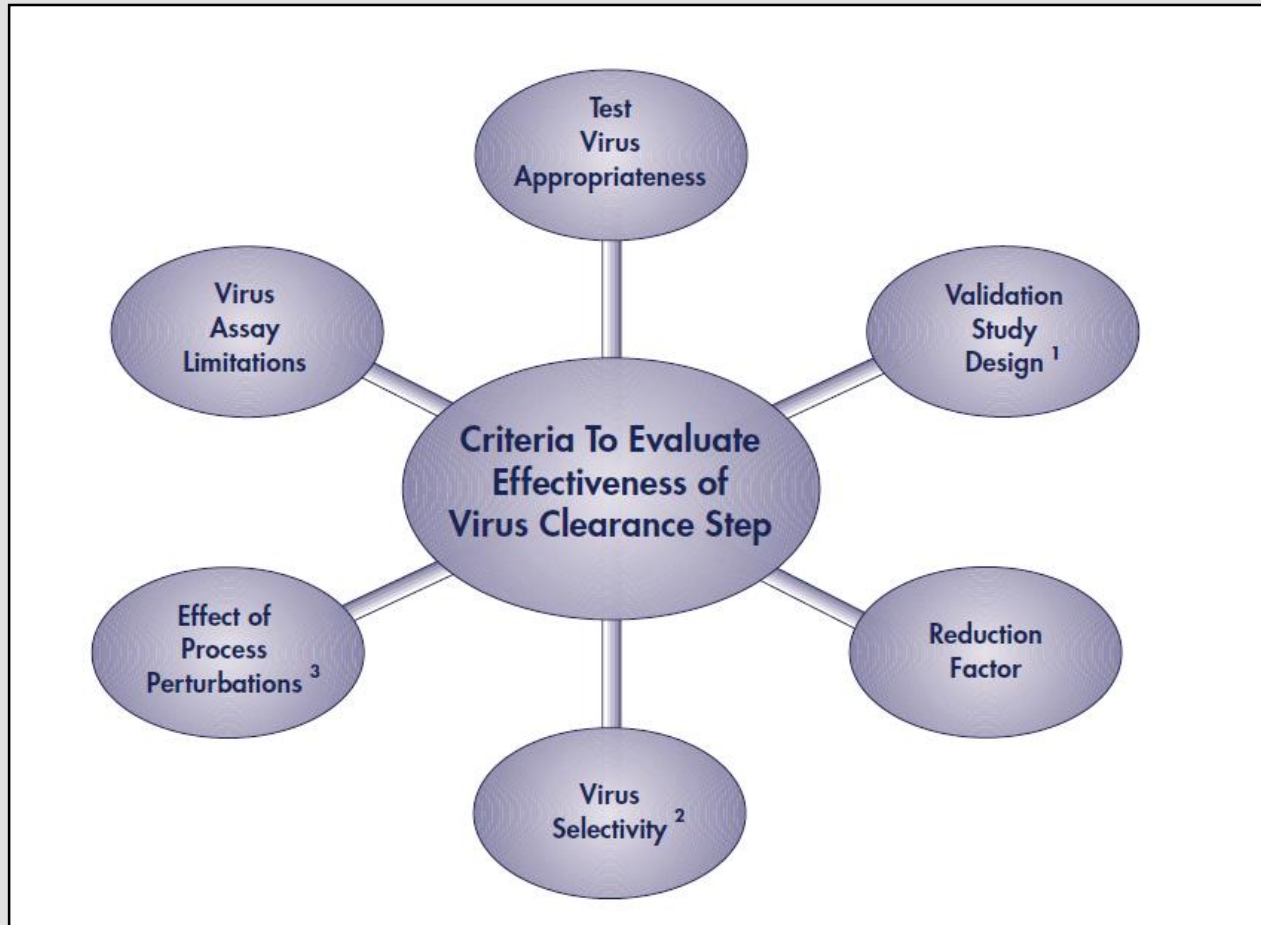 Test
Virus
Appropriateness
Virus
Assay
Limitations
Validation
Study
Design 1
Criteria To Evaluate
Effectiveness of
Virus Clearance Step
Effect of
Process
Perturbations 3
Reduction
Factor
Virus
Selectivity 2